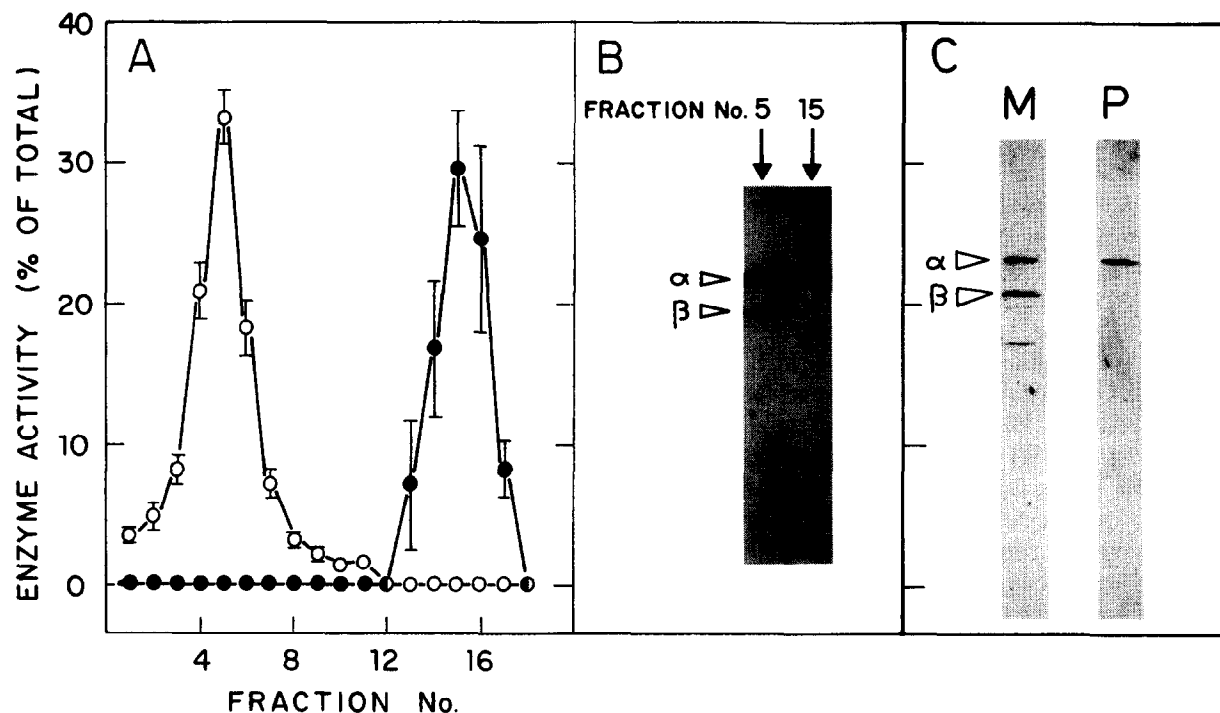 A
B
C
ENZYME ACTIVITY (% OF TOTAL)
40
30
20
10
0
4
8
12
16
FRACTION No.
FRACTION No. 5 15
α
β
M P
α
β